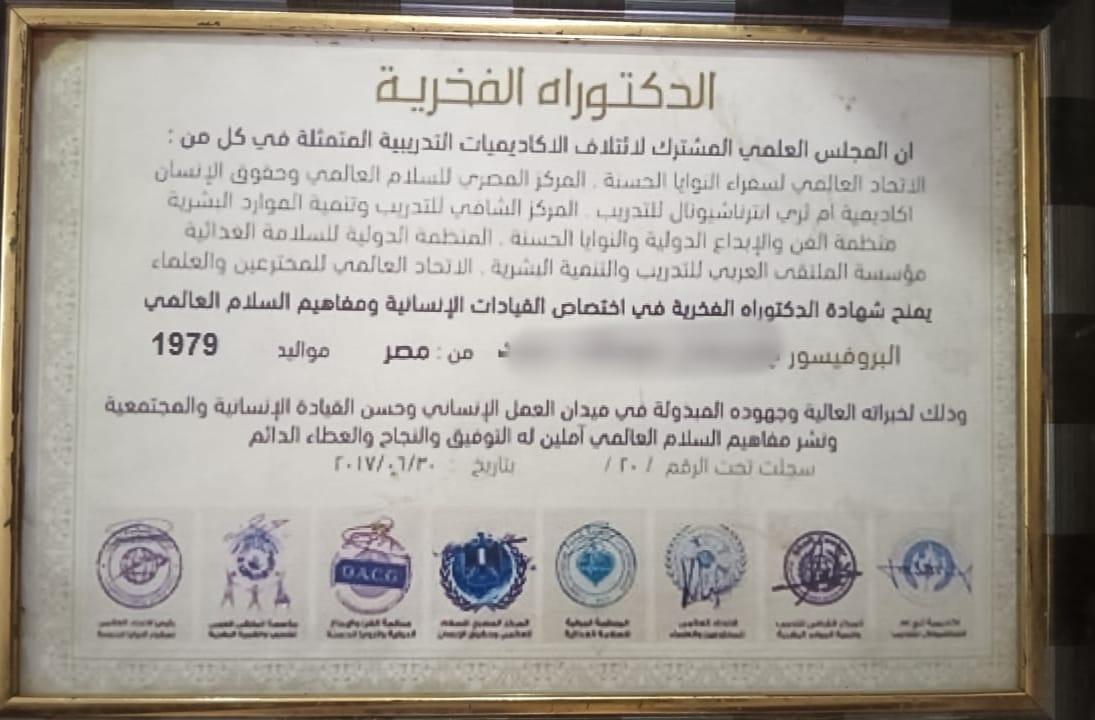 الدكتوراه الفخرية
ان المجلس العلمي المشترك لائتلاف الاكاديميات التدريبية المتمثلة في كل من :
الاتحاد العالمي لسفراء النوايا الحسنة . المركز المصري للسلام العالمي وحقوق الإنسان
اكاديمية ام ثري انترناشيونال للتدريب . المركز الشافي للتدريب وتنمية الموارد البشرية
منظمة الفن والإبداع الدولية والنوايا الحسنة . المنظمة الدولية للسلامة الغذائية
مؤسسة الملتقى العربي للتدريب والتنمية البشرية . الاتحاد العالمي للمخترعين والعلماء
يمنح شهادة الدكتوراه الفخرية في اختصاص القيادات الإنسانية ومفاهيم السلام العالمي
البروفيسور من : مصر مواليد 1979
وذلك لخبراته العالية وجهوده المبذولة في ميدان العمل الإنساني وحسن القيادة الإنسانية والمجتمعية
ونشر مفاهيم السلام العالمي آملين له التوفيق والنجاح والعطاء الدائم
سجلت تحت الرقم /٢٠ / بتاريخ : ٢٠١٧/٠٦/٣٠
OACG